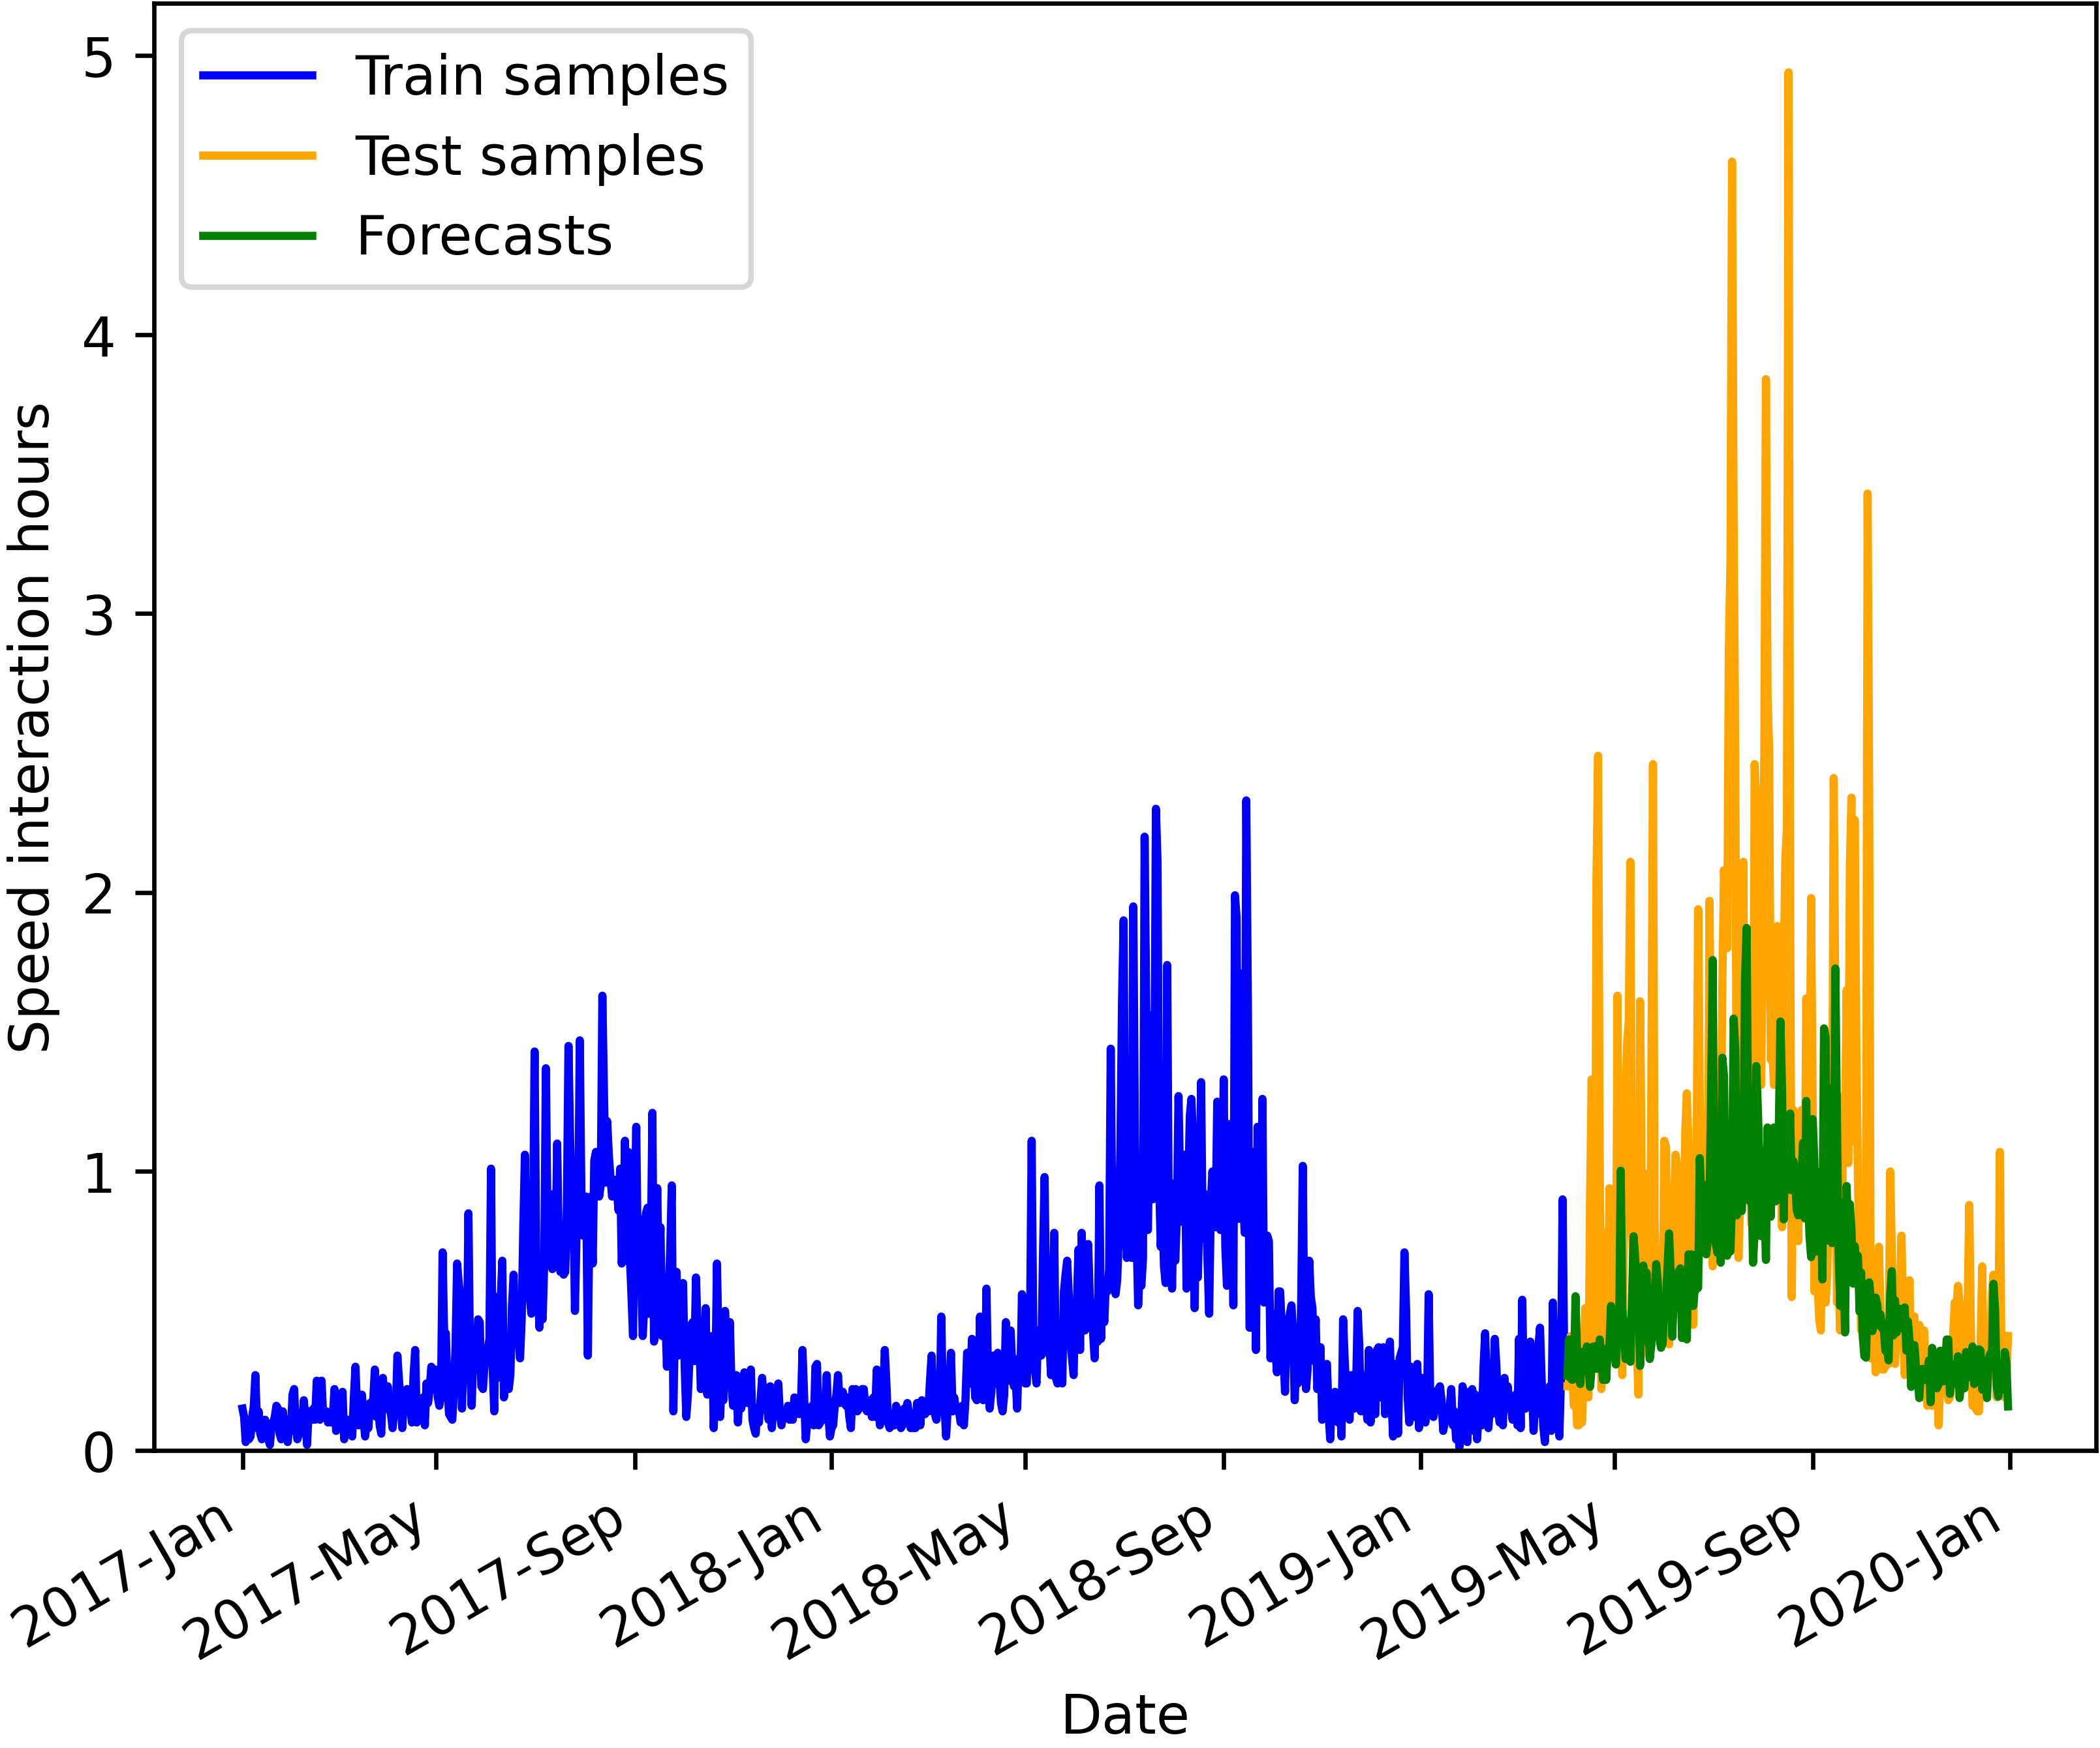 5
4
3
2
1
0
Speed interaction hours
Train samples
Test samples
Forecasts
2017-Jan
2017-May
2017-Sep
2018-Jan
2018-May
2018-Sep
2019-Jan
2019-May
2019-Sep
2020-Jan
Date